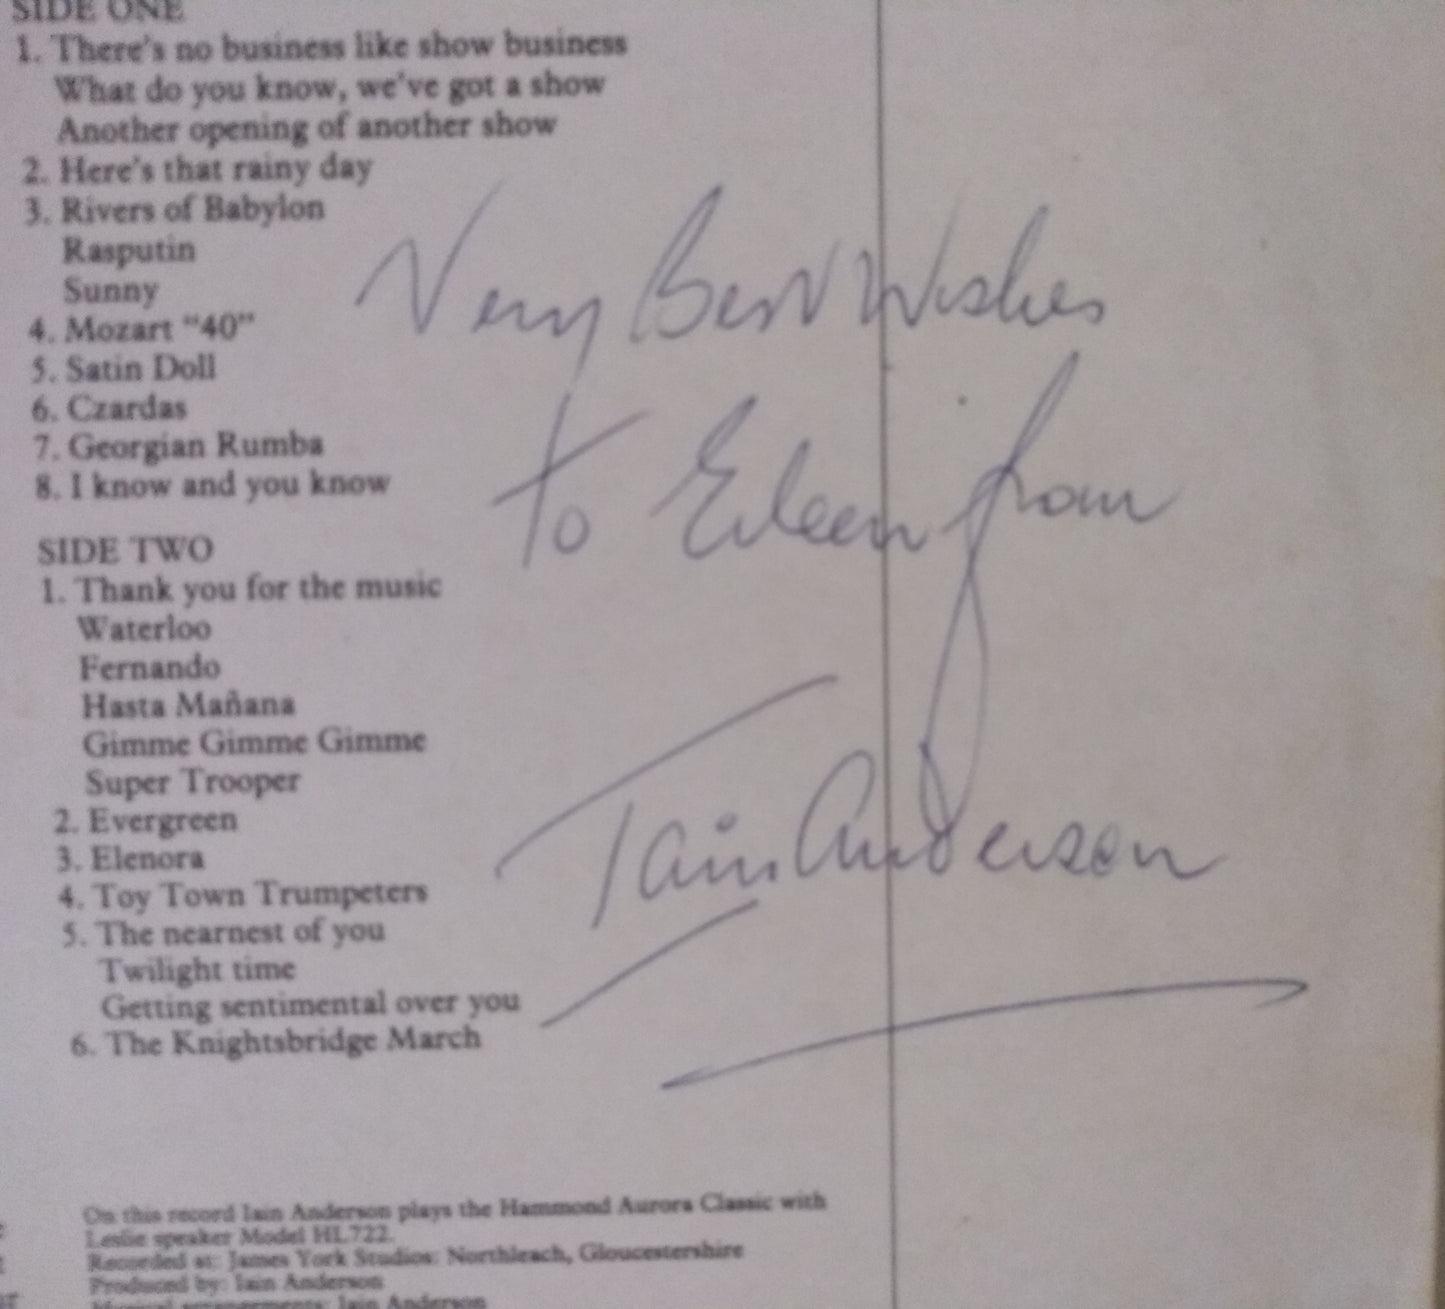 SIDE ONE
1. There's no business like show business
What do you know, we've got a show
Another opening of another show
2. Here's that rainy day
3. Rivers of Babylon
Rasputin
Sunny
4. Mozart "40"
5. Satin Doll
6. Czardas
7. Georgian Rumba
8. I know and you know
SIDE TWO
1. Thank you for the music
Waterloo
Fernando
Hasta Mañana
Gimme Gimme Gimme
Super Trooper
2. Evergreen
3. Elenora
4. Toy Town Trumpeters
5. The nearnest of you
Twilight time
Getting sentimental over you
6. The Knightsbridge March
Very Best Wishes
to Eileen from
Iain Anderson
On this record Iain Anderson plays the Hammond Aurora Classic with
Leslie speaker Model HL722.
Recorded at: James York Studios: Northleach, Gloucestershire
Produced by: Iain Anderson
Musical arrangements: Iain Anderson